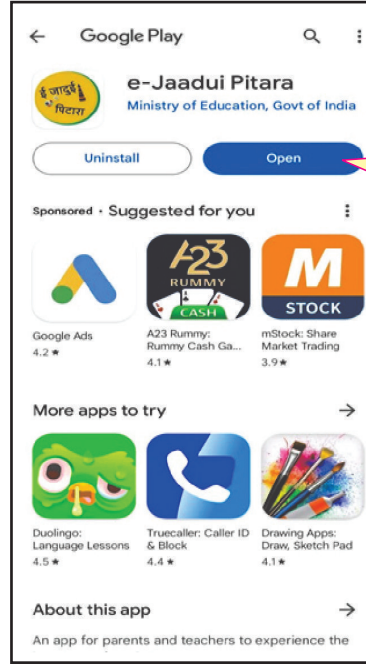 Google Play
ई जादुई
पिटारा
e-Jaadui Pitara
Ministry of Education, Govt of India
Uninstall
Open
Sponsored • Suggested for you
A23
RUMMY
CASH
M
STOCK
Google Ads
4.2 ★
A23 Rummy:
Rummy Cash Ga...
4.1 ★
mStock: Share
Market Trading
3.9 ★
More apps to try
Duolingo:
Language Lessons
4.5 ★
Truecaller: Caller ID
& Block
4.4 ★
Drawing Apps:
Draw, Sketch Pad
4.1 ★
About this app
An app for parents and teachers to experience the